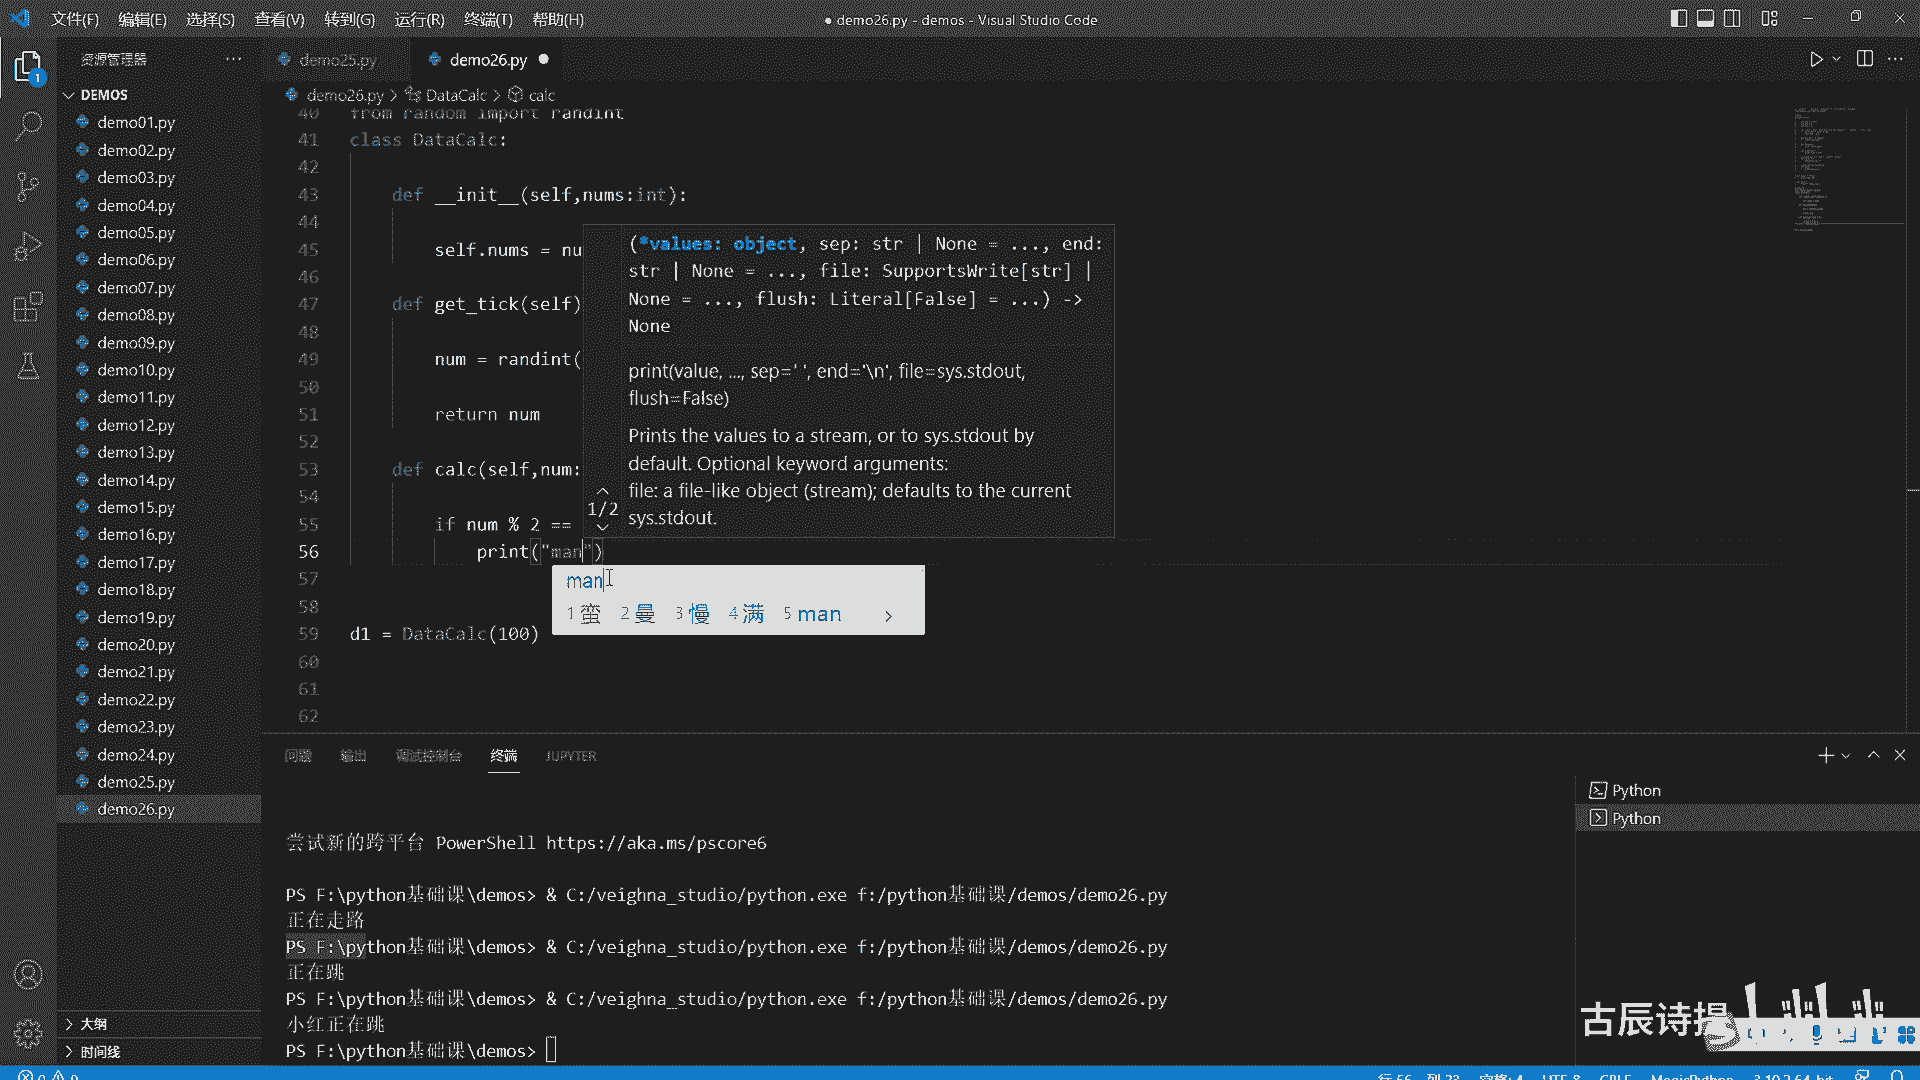 文件(F) 编辑(E) 选择(S) 查看(V) 转到(G) 运行(R) 终端(T) 帮助(H)
● demo26.py - demos - Visual Studio Code
资源管理器 ···
demo25.py
demo26.py ●
DEMOS
demo26.py > DataCalc > calc
demo01.py
demo02.py
demo03.py
demo04.py
demo05.py
demo06.py
demo07.py
demo08.py
demo09.py
demo10.py
demo11.py
demo12.py
demo13.py
demo14.py
demo15.py
demo16.py
demo17.py
demo18.py
demo19.py
demo20.py
demo21.py
demo22.py
demo23.py
demo24.py
demo25.py
demo26.py
大纲
时间线
1
40 from random import randint
41 class DataCalc:
42
43 def __init__(self,nums:int):
44
45 self.nums = nu
46
47 def get_tick(self)
48
49 num = randint(
50
51 return num
52
53 def calc(self,num:
54
55 if num % 2 ==
56 print("man")
57
58
59 d1 = DataCalc(100)
60
61
62
(*values: object, sep: str | None = ..., end:
str | None = ..., file: SupportsWrite[str] |
None = ..., flush: Literal[False] = ...) ->
None
print(value, ..., sep=' ', end='\n', file=sys.stdout,
flush=False)
Prints the values to a stream, or to sys.stdout by
default. Optional keyword arguments:
file: a file-like object (stream); defaults to the current
sys.stdout.
1/2
man
1 蛮 2 曼 3 慢 4 满 5 man >
问题 输出 调试控制台 终端 JUPYTER
Python
Python
尝试新的跨平台 PowerShell https://aka.ms/pscore6
PS F:\python基础课\demos> & C:/veighna_studio/python.exe f:/python基础课/demos/demo26.py
正在走路
PS F:\python基础课\demos> & C:/veighna_studio/python.exe f:/python基础课/demos/demo26.py
正在跳
PS F:\python基础课\demos> & C:/veighna_studio/python.exe f:/python基础课/demos/demo26.py
小红正在跳
PS F:\python基础课\demos>
古辰诗